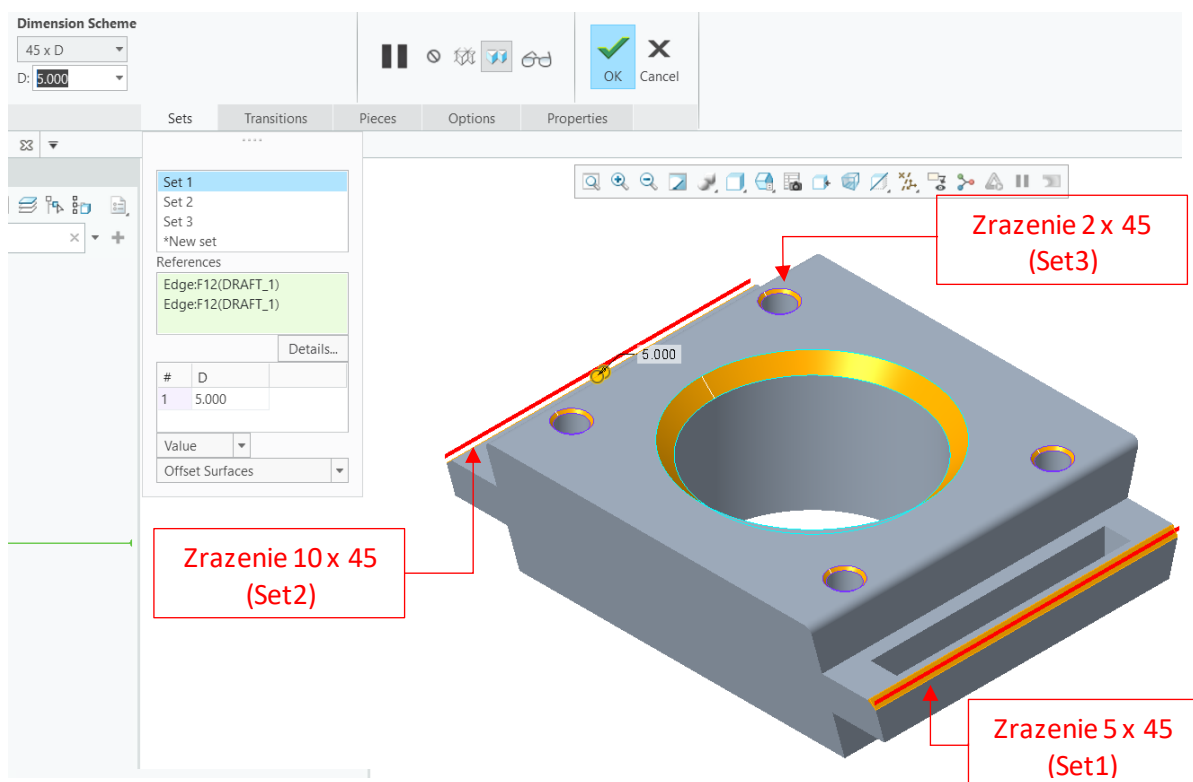 Dimension Scheme
45 x D
D: 5.000
OK
Cancel
Sets
Transitions
Pieces
Options
Properties
Set 1
Set 2
Set 3
*New set
References
Edge:F12(DRAFT_1)
Edge:F12(DRAFT_1)
Details...
# D
1 5.000
Value
Offset Surfaces
Zrazenie 2 x 45
(Set3)
5.000
Zrazenie 10 x 45
(Set2)
Zrazenie 5 x 45
(Set1)